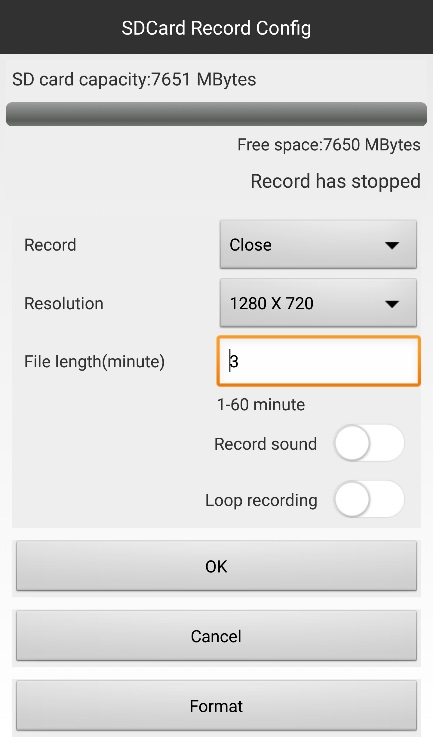 SDCard Record Config
SD card capacity:7651 MBytes
Free space:7650 MBytes
Record has stopped
Record Close
Resolution 1280 X 720
File length(minute) 3
1-60 minute
Record sound
Loop recording
OK
Cancel
Format